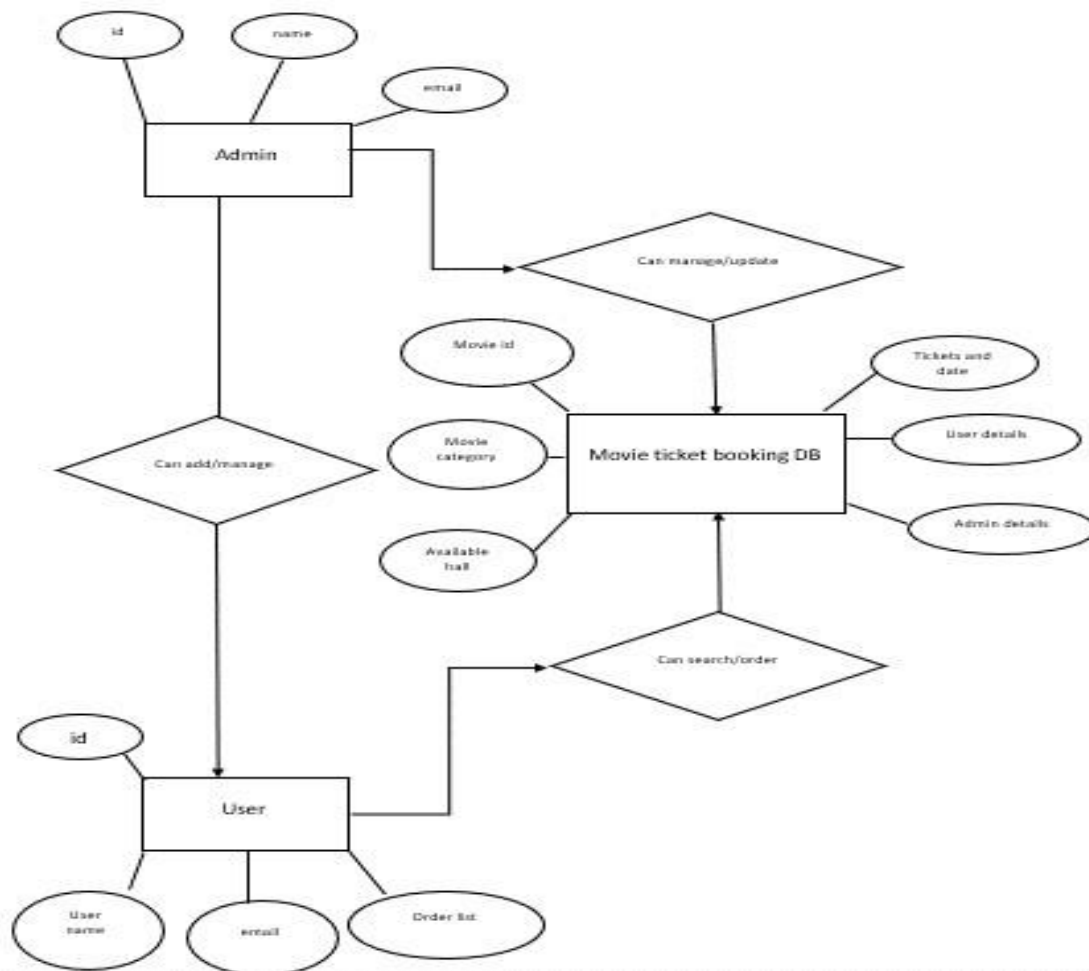 id
name
email
Admin
Can manage/update
Movie id
Tickets and
date
Movie
category
Movie ticket booking DB
User details
Can add/manage
Available
hall
Admin details
Can search/order
id
User
User
name
email
Order list